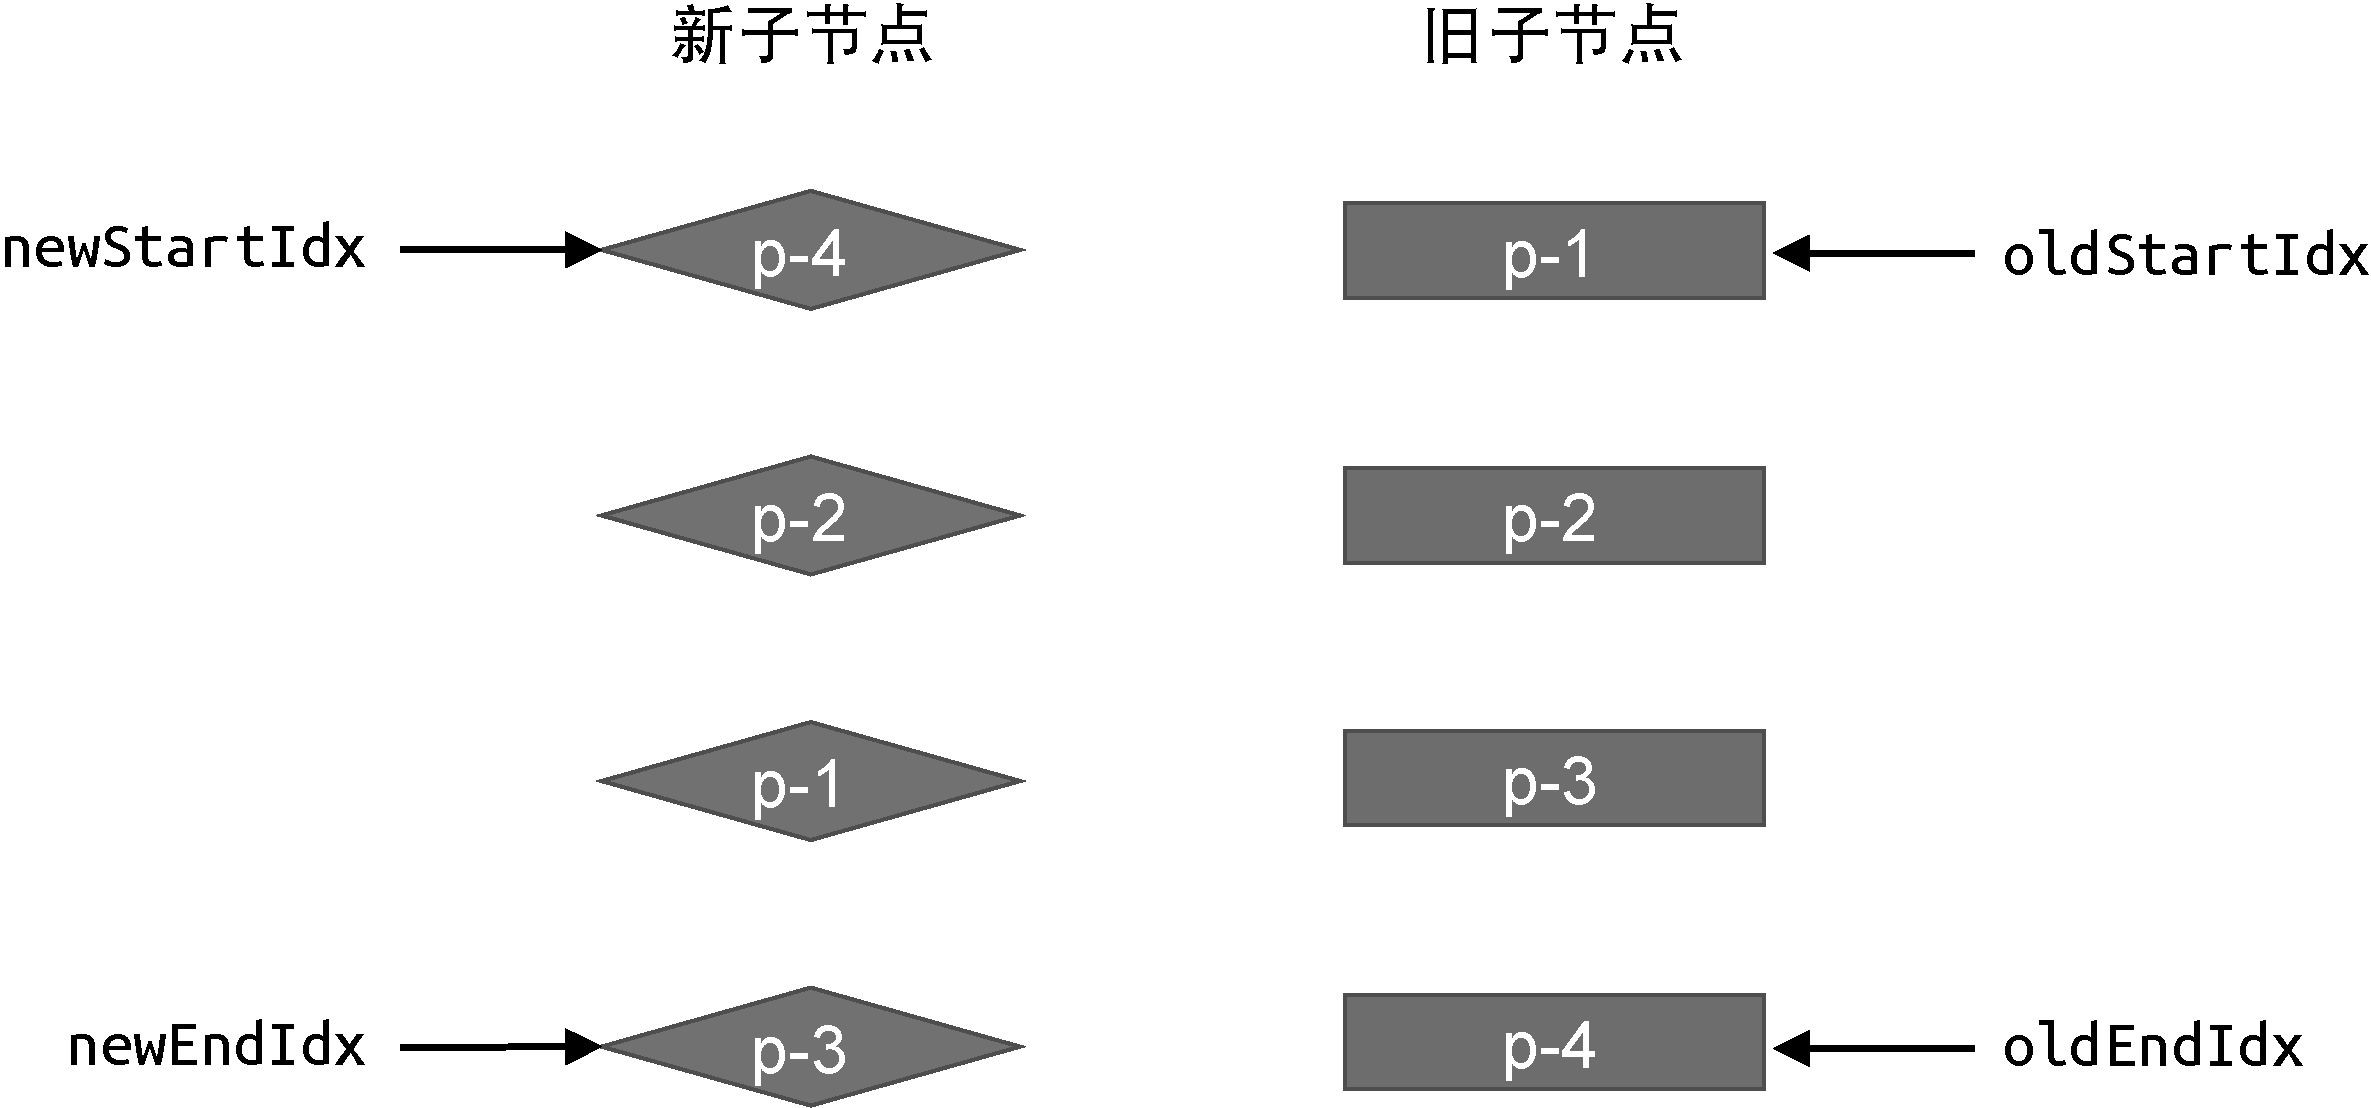 新子节点 旧子节点
newStartIdx p-4 p-1 oldStartIdx
p-2 p-2
p-1 p-3
newEndIdx p-3 p-4 oldEndIdx